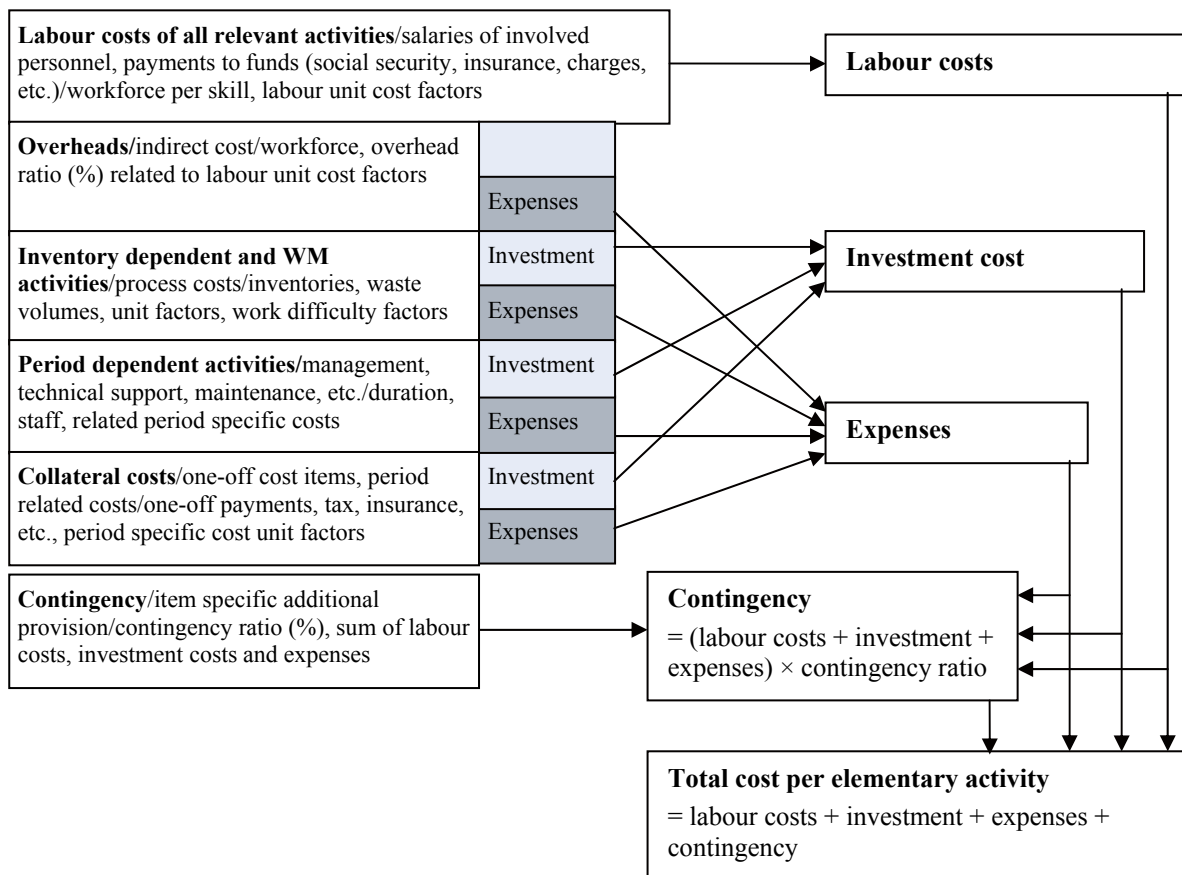 Labour costs of all relevant activities/salaries of involved
personnel, payments to funds (social security, insurance, charges,
etc.)/workforce per skill, labour unit cost factors
Labour costs
Overheads/indirect cost/workforce, overhead
ratio (%) related to labour unit cost factors
Expenses
Inventory dependent and WM
activities/process costs/inventories, waste
volumes, unit factors, work difficulty factors
Investment
Expenses
Investment cost
Period dependent activities/management,
technical support, maintenance, etc./duration,
staff, related period specific costs
Investment
Expenses
Expenses
Collateral costs/one-off cost items, period
related costs/one-off payments, tax, insurance,
etc., period specific cost unit factors
Investment
Expenses
Contingency/item specific additional
provision/contingency ratio (%), sum of labour
costs, investment costs and expenses
Contingency
= (labour costs + investment +
expenses) × contingency ratio
Total cost per elementary activity
= labour costs + investment + expenses +
contingency